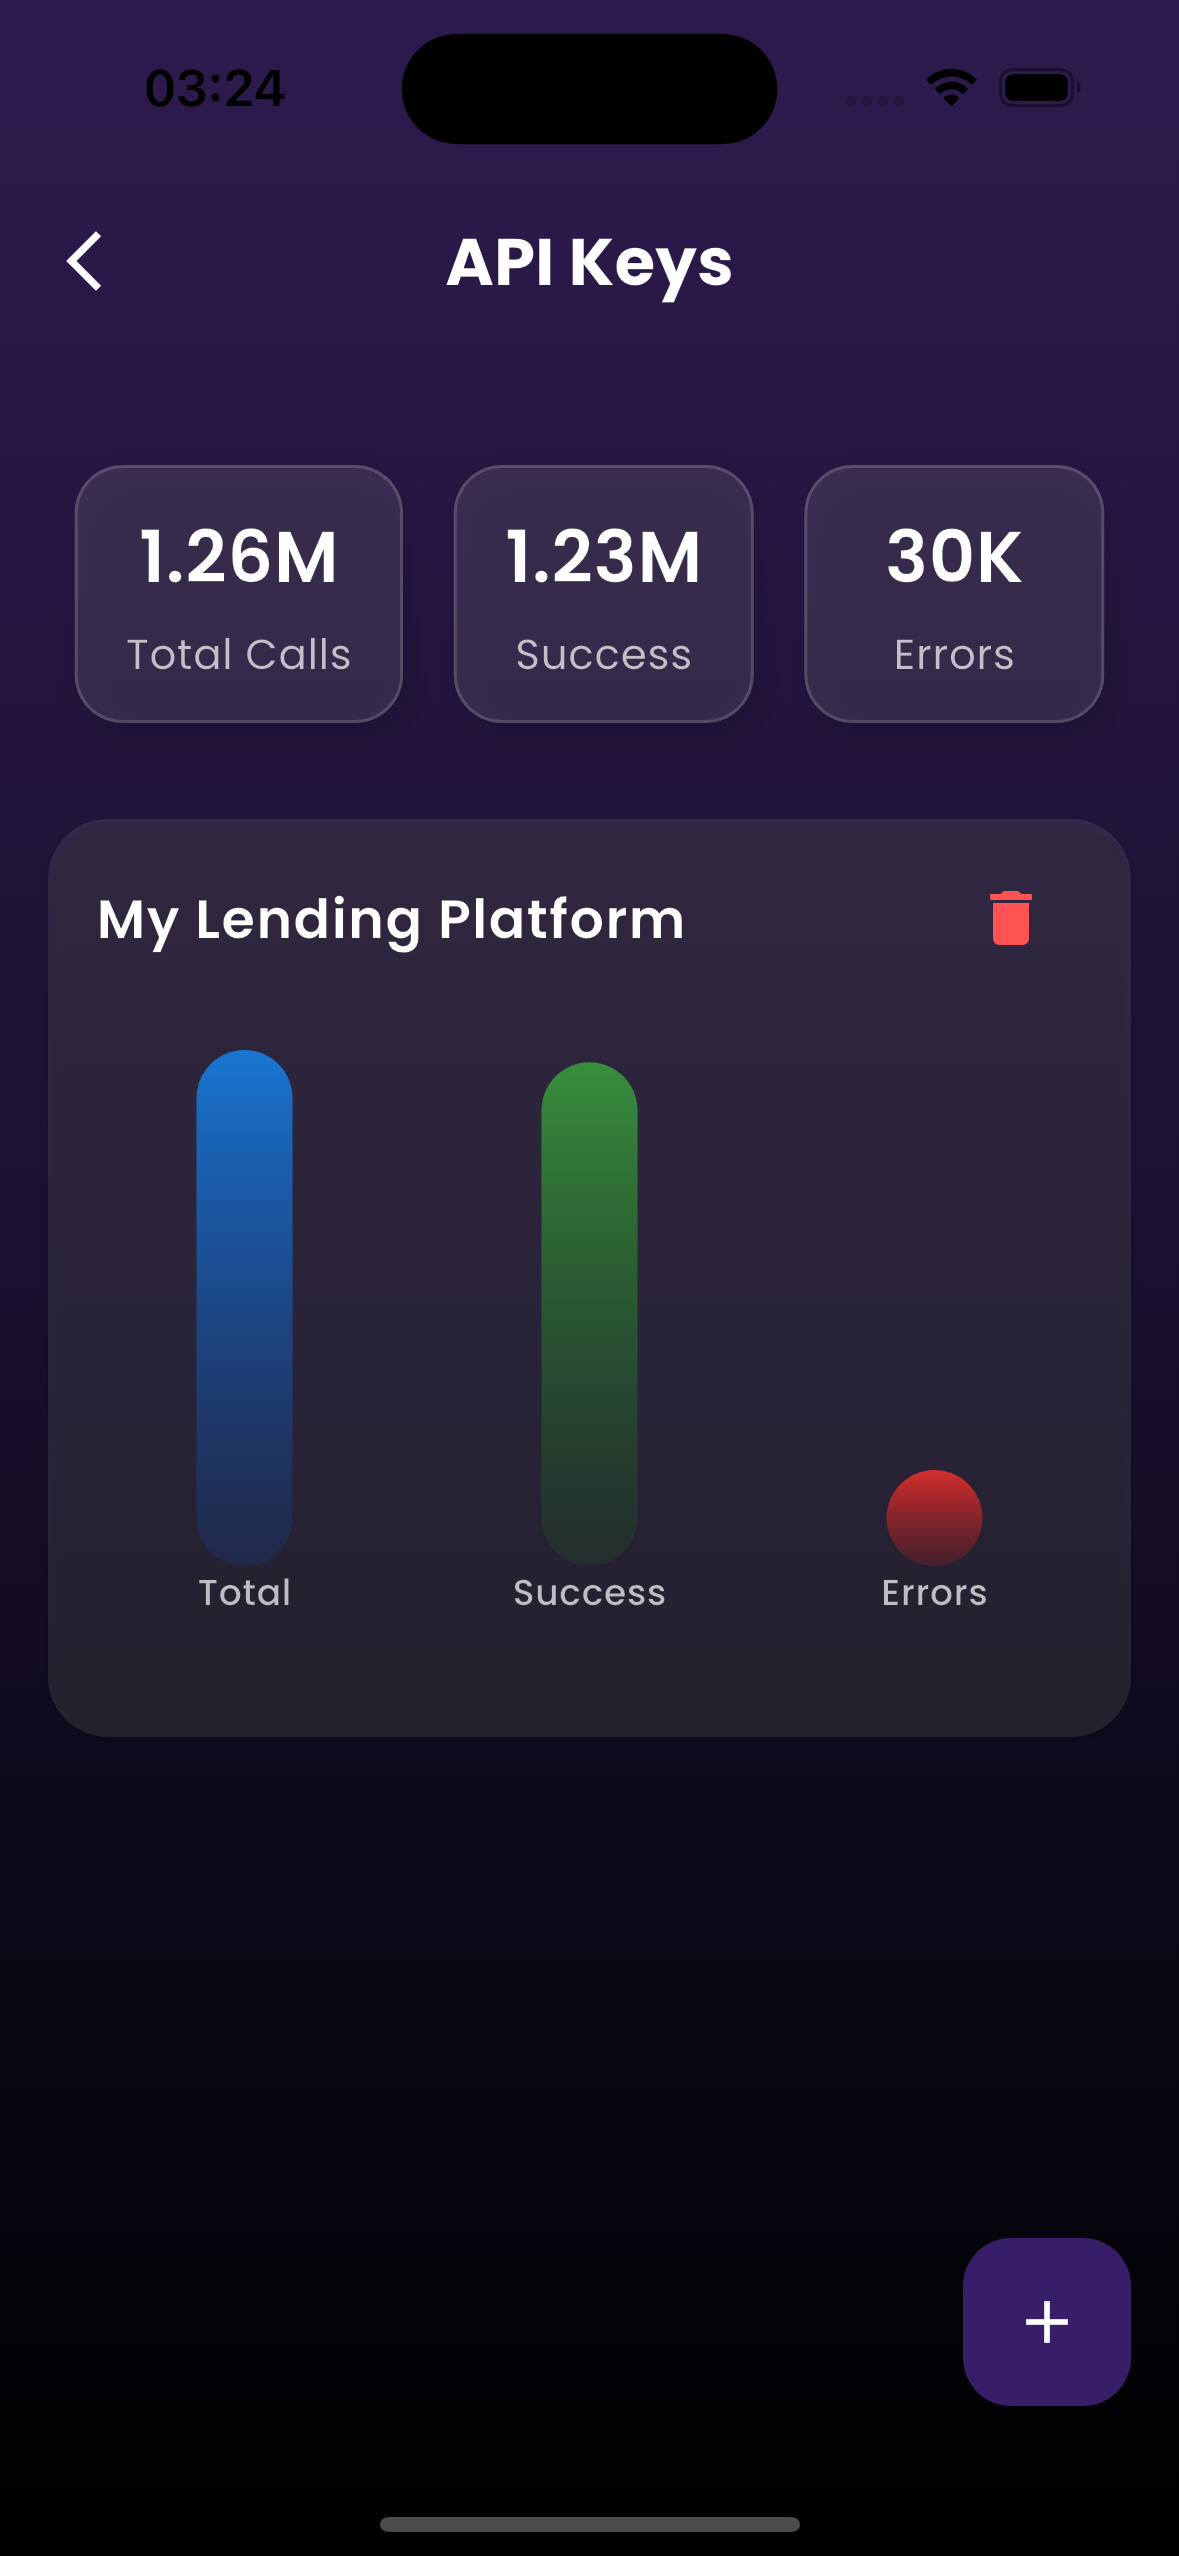 03:24
API Keys
1.26M
Total Calls
1.23M
Success
30K
Errors
My Lending Platform
Total
Success
Errors